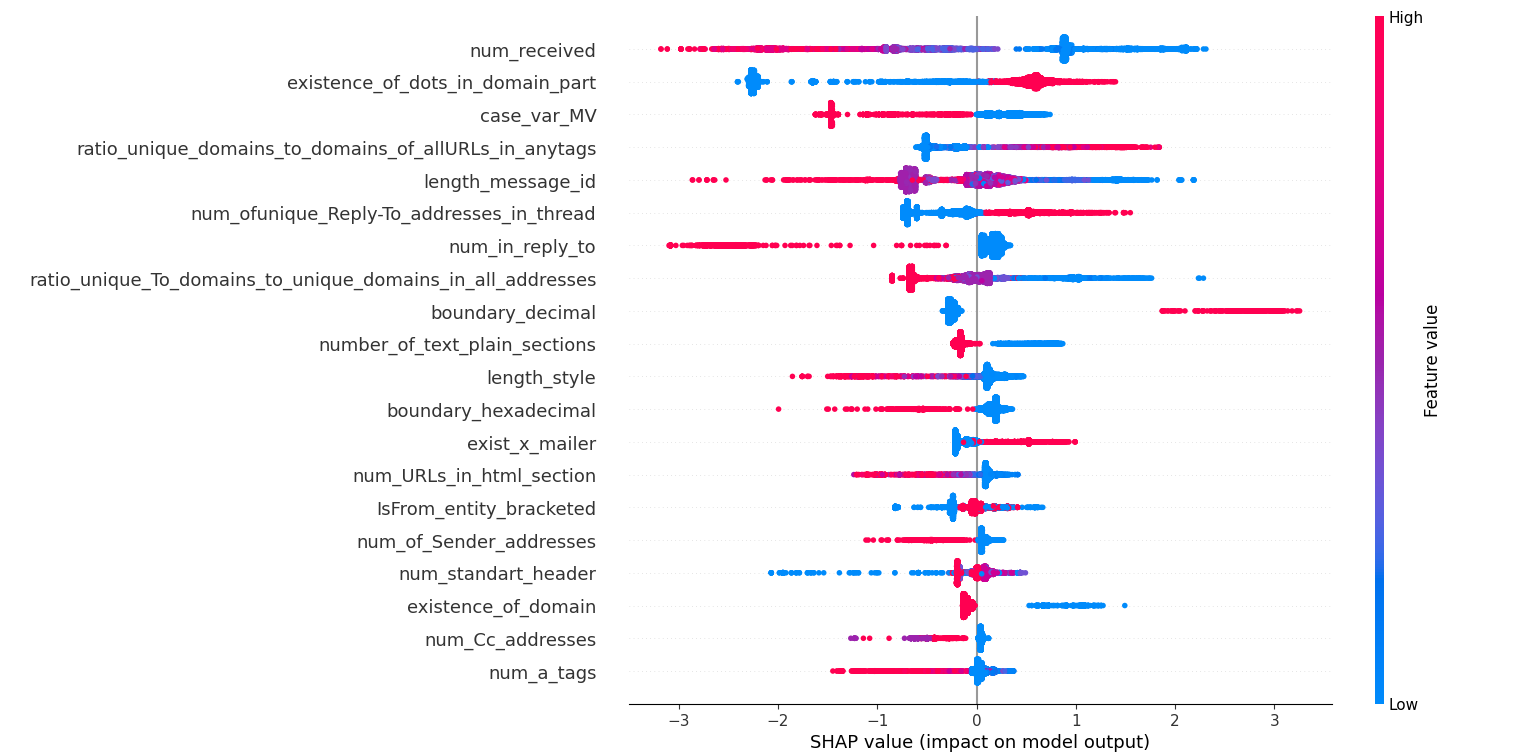 num_received
existence_of_dots_in_domain_part
case_var_MV
ratio_unique_domains_to_domains_of_allURLs_in_anytags
length_message_id
num_ofunique_Reply-To_addresses_in_thread
num_in_reply_to
ratio_unique_To_domains_to_unique_domains_in_all_addresses
boundary_decimal
number_of_text_plain_sections
length_style
boundary_hexadecimal
exist_x_mailer
num_URLs_in_html_section
IsFrom_entity_bracketed
num_of_Sender_addresses
num_standart_header
existence_of_domain
num_Cc_addresses
num_a_tags
−3 −2 −1 0 1 2 3
SHAP value (impact on model output)
High
Feature value
Low